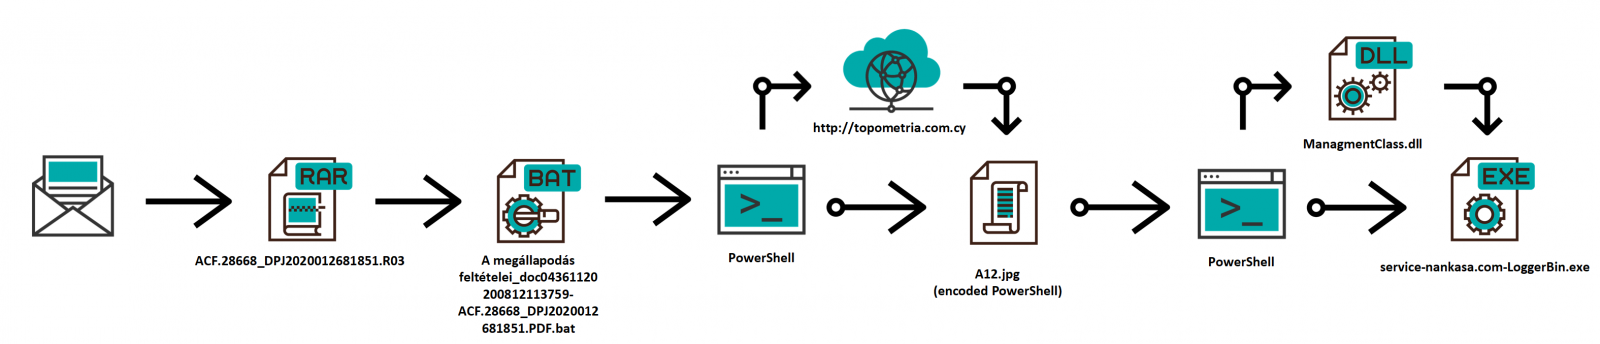 RAR
ACF.28668_DPJ2020012681851.R03
BAT
A megállapodás
feltételei_doc04361120
200812113759-
ACF.28668_DPJ2020012
681851.PDF.bat
>_
PowerShell
http://topometria.com.cy
A12.jpg
(encoded PowerShell)
>_
PowerShell
DLL
ManagmentClass.dll
EXE
service-nankasa.com-LoggerBin.exe